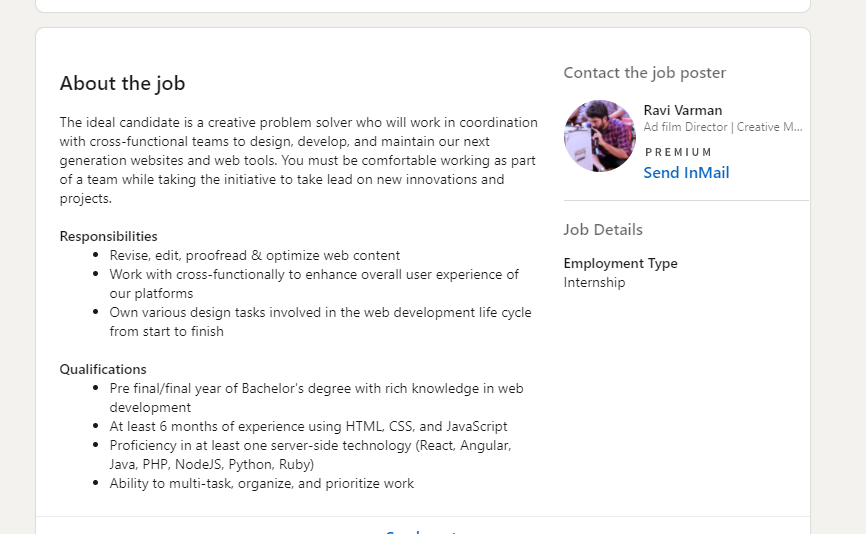 About the job
The ideal candidate is a creative problem solver who will work in coordination
with cross-functional teams to design, develop, and maintain our next
generation websites and web tools. You must be comfortable working as part
of a team while taking the initiative to take lead on new innovations and
projects.
Responsibilities
Revise, edit, proofread & optimize web content
Work with cross-functionally to enhance overall user experience of
our platforms
Own various design tasks involved in the web development life cycle
from start to finish
Qualifications
Pre final/final year of Bachelor's degree with rich knowledge in web
development
At least 6 months of experience using HTML, CSS, and JavaScript
Proficiency in at least one server-side technology (React, Angular,
Java, PHP, NodeJS, Python, Ruby)
Ability to multi-task, organize, and prioritize work
Contact the job poster
Ravi Varman
Ad film Director | Creative M...
PREMIUM
Send InMail
Job Details
Employment Type
Internship